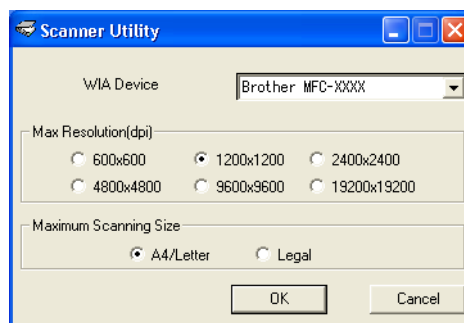 Scanner Utility
WIA Device Brother MFC-XXXX
Max Resolution(dpi)
600x600 1200x1200 2400x2400
4800x4800 9600x9600 19200x19200
Maximum Scanning Size
A4/Letter Legal
OK Cancel